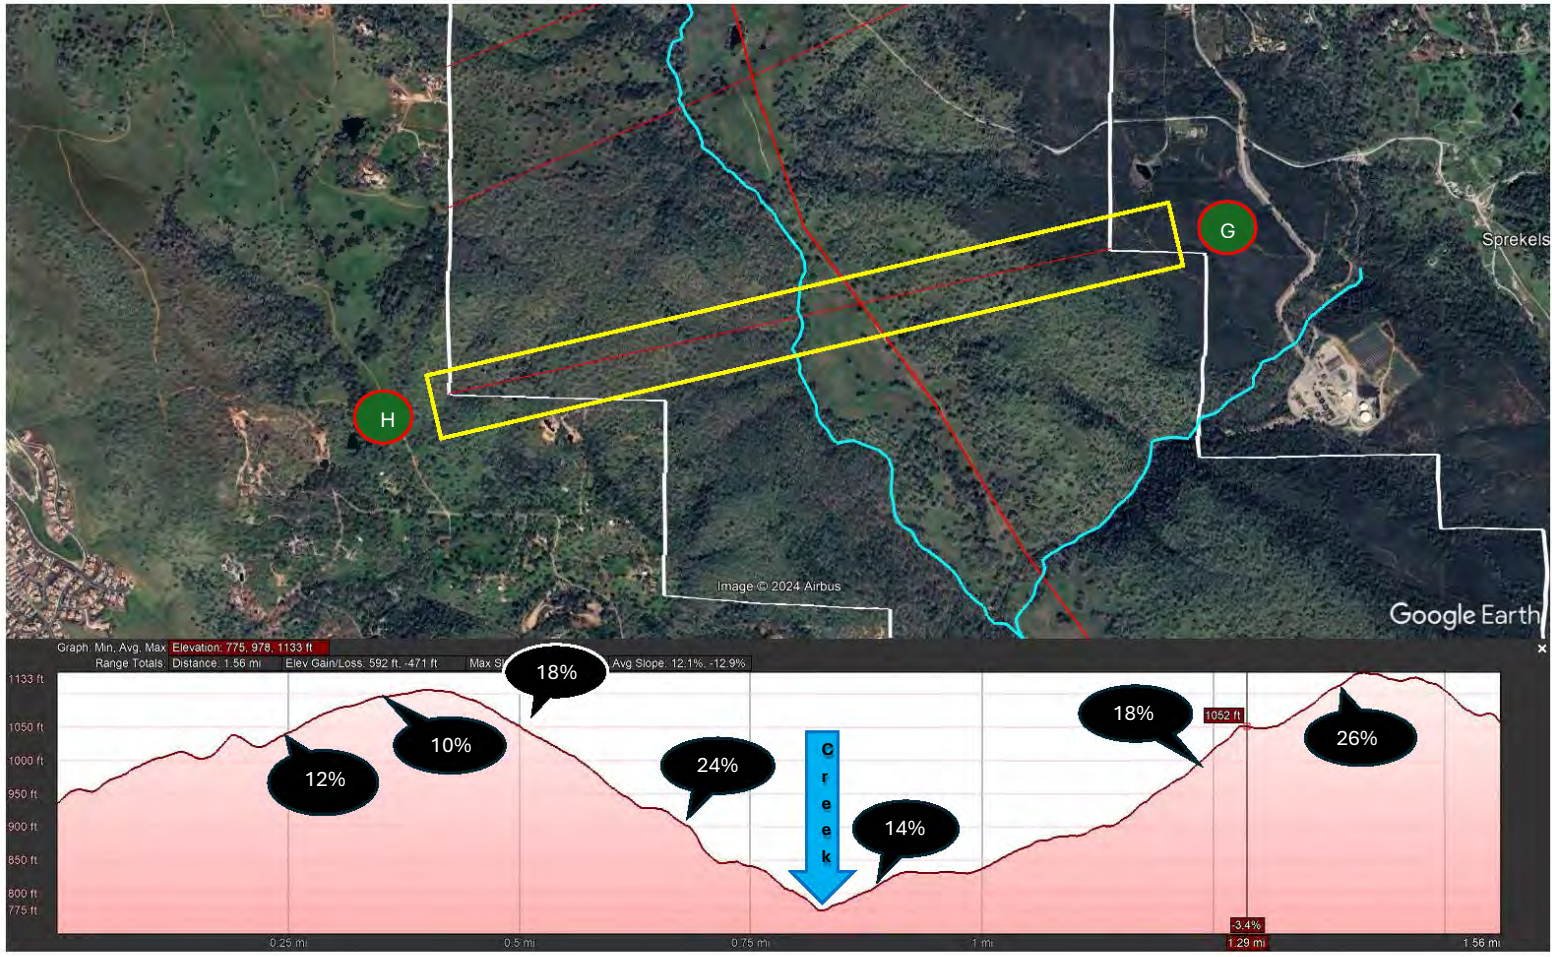 G
Sprekels
H
Image © 2024 Airbus
Google Earth
Graph: Min, Avg, Max Elevation: 775, 978, 1133 ft
Range Totals: Distance: 1.56 mi Elev Gain/Loss: 592 ft, -471 ft Max Avg Slope: 12.1%, -12.9%
18%
1133 ft
18%
1052 ft
1050 ft
10%
26%
1000 ft
24%
12%
Creek
950 ft
900 ft
14%
850 ft
800 ft
775 ft
-3.4%
0.25 mi 0.5 mi 0.75 mi 1 mi 1.29 mi 1.56 mi